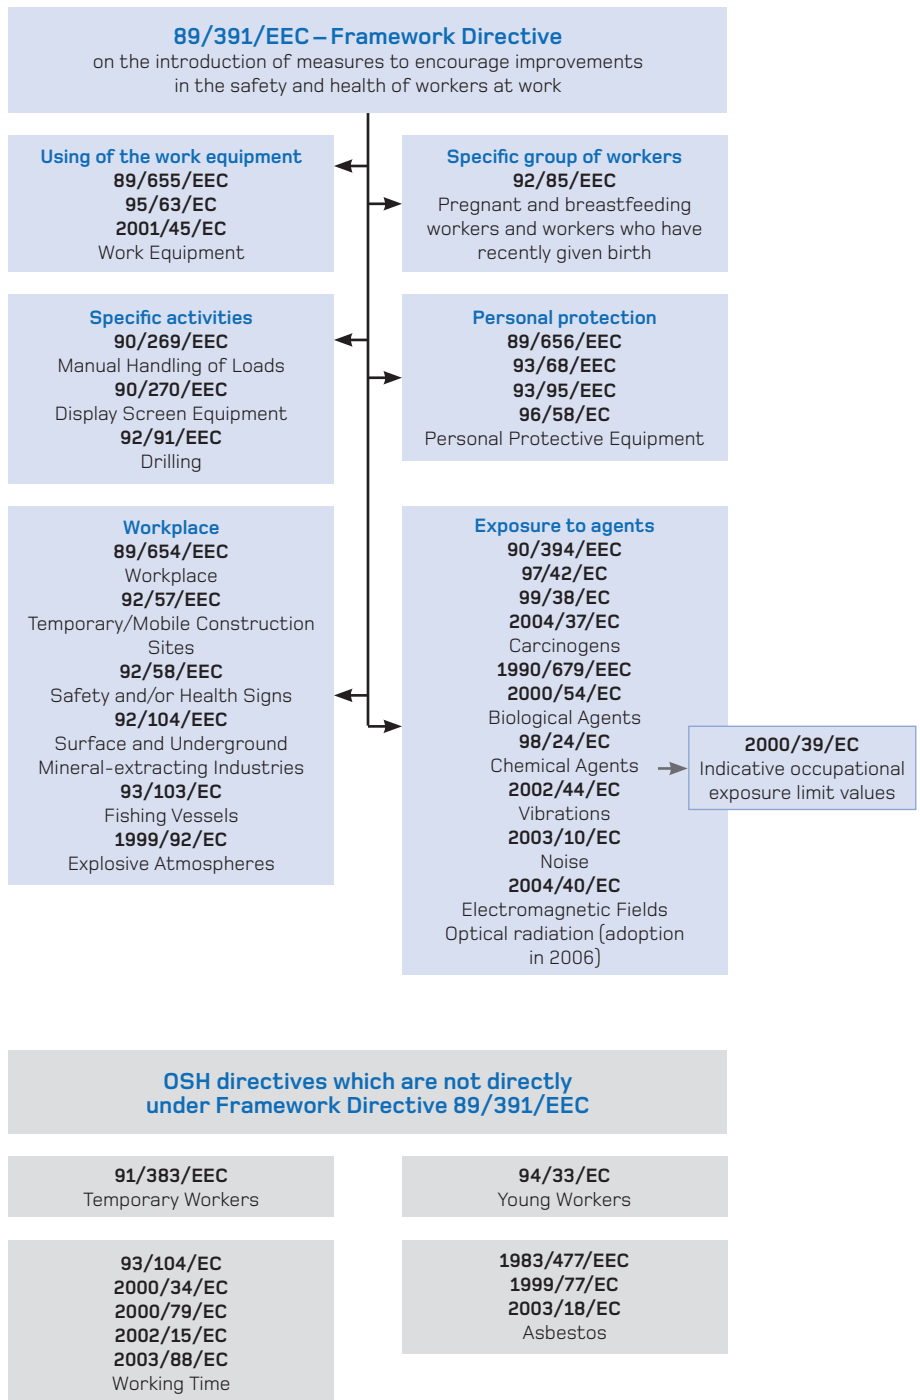 89/391/EEC – Framework Directive
on the introduction of measures to encourage improvements
in the safety and health of workers at work
Using of the work equipment
89/655/EEC
95/63/EC
2001/45/EC
Work Equipment
Specific group of workers
92/85/EEC
Pregnant and breastfeeding
workers and workers who have
recently given birth
Specific activities
90/269/EEC
Manual Handling of Loads
90/270/EEC
Display Screen Equipment
92/91/EEC
Drilling
Personal protection
89/656/EEC
93/68/EEC
93/95/EEC
96/58/EC
Personal Protective Equipment
Workplace
89/654/EEC
Workplace
92/57/EEC
Temporary/Mobile Construction
Sites
92/58/EEC
Safety and/or Health Signs
92/104/EEC
Surface and Underground
Mineral-extracting Industries
93/103/EC
Fishing Vessels
1999/92/EC
Explosive Atmospheres
Exposure to agents
90/394/EEC
97/42/EC
99/38/EC
2004/37/EC
Carcinogens
1990/679/EEC
2000/54/EC
Biological Agents
98/24/EC
Chemical Agents
2002/44/EC
Vibrations
2003/10/EC
Noise
2004/40/EC
Electromagnetic Fields
Optical radiation (adoption
in 2006)
2000/39/EC
Indicative occupational
exposure limit values
OSH directives which are not directly
under Framework Directive 89/391/EEC
91/383/EEC
Temporary Workers
94/33/EC
Young Workers
93/104/EC
2000/34/EC
2000/79/EC
2002/15/EC
2003/88/EC
Working Time
1983/477/EEC
1999/77/EC
2003/18/EC
Asbestos